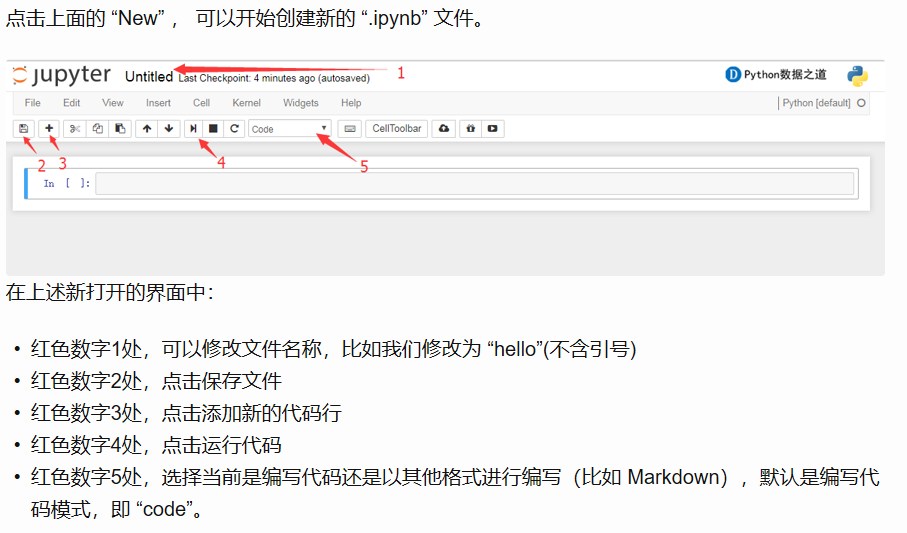 点击上面的 “New” ， 可以开始创建新的 “.ipynb” 文件。
jupyter Untitled Last Checkpoint: 4 minutes ago (autosaved) 1 Python数据之道
File Edit View Insert Cell Kernel Widgets Help Python [default]
Code CellToolbar
2 3 4 5
In [ ]:
在上述新打开的界面中：
• 红色数字1处，可以修改文件名称，比如我们修改为 “hello”(不含引号)
• 红色数字2处，点击保存文件
• 红色数字3处，点击添加新的代码行
• 红色数字4处，点击运行代码
• 红色数字5处，选择当前是编写代码还是以其他格式进行编写（比如 Markdown），默认是编写代
码模式，即 “code”。